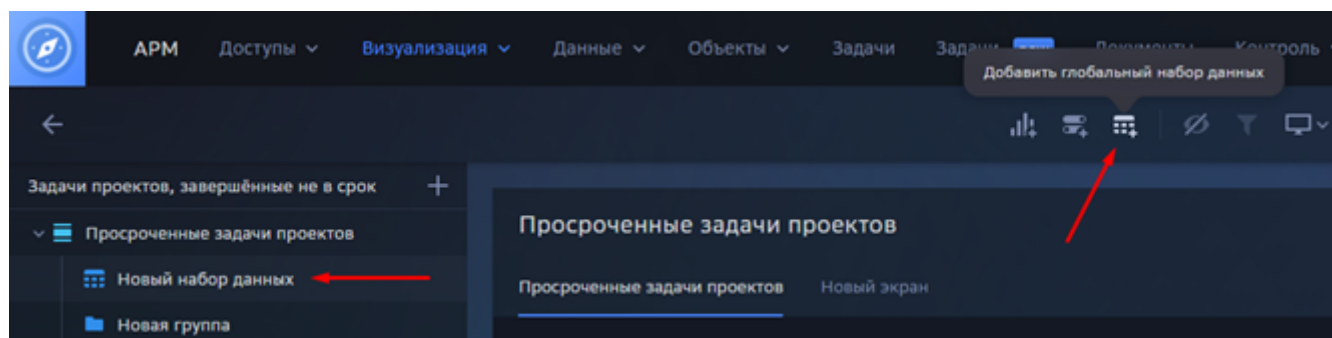 АРМ Доступы Визуализация Данные Объекты Задачи Задачи Документы Контроль
Добавить глобальный набор данных
Задачи проектов, завершённые не в срок
Просроченные задачи проектов
Новый набор данных
Новая группа
Просроченные задачи проектов
Просроченные задачи проектов Новый экран